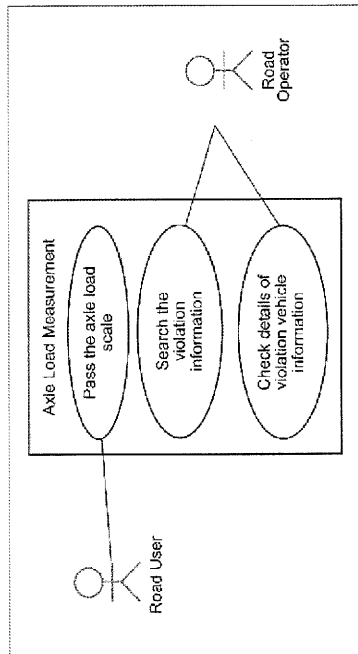 Axle Load Measurement
Pass the axle load
scale
Search the
violation
information
Check details of
violation vehicle
information
Road User
Road
Operator